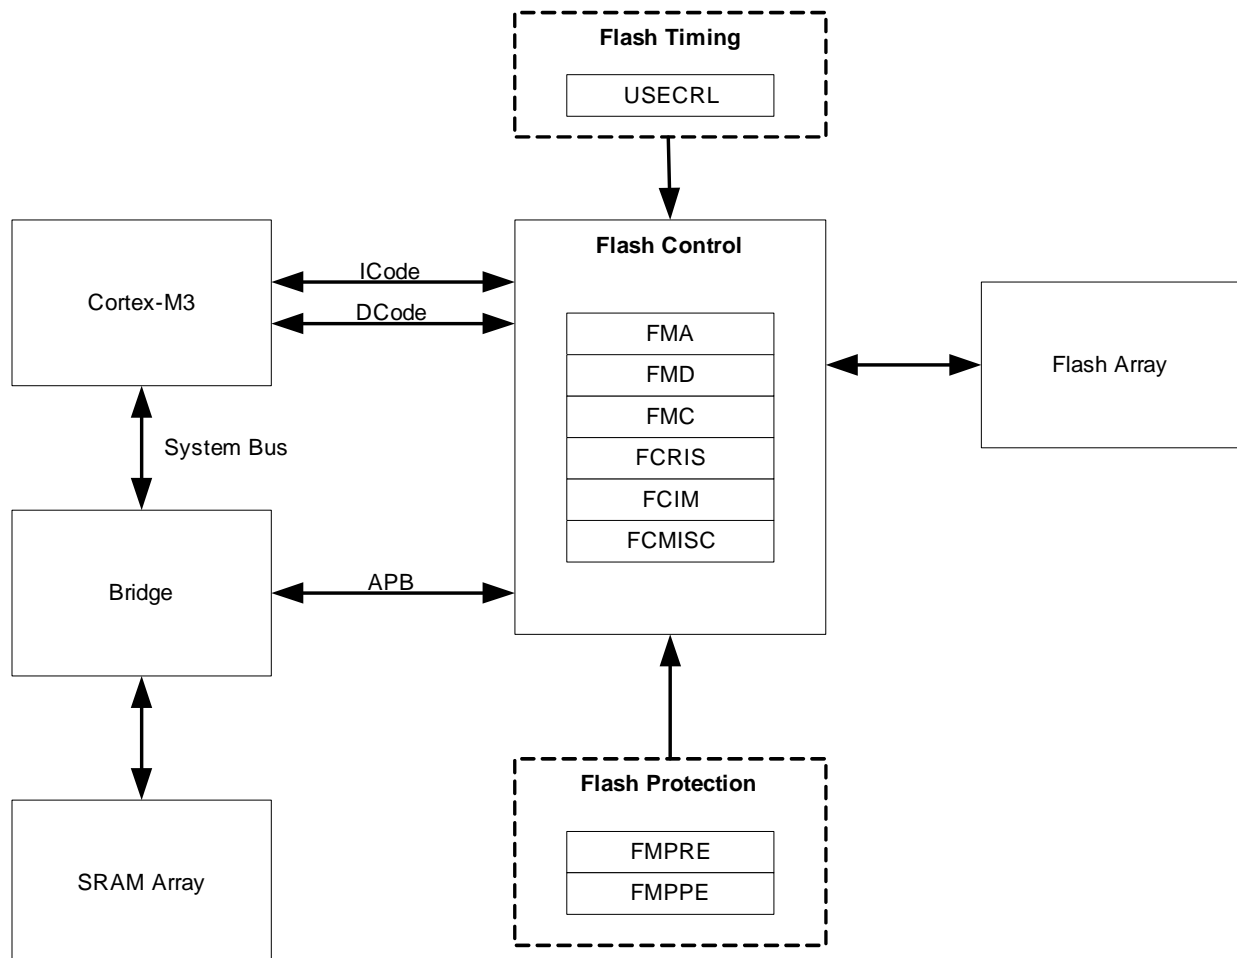 Flash Timing
USECRL
Flash Control
ICode
Cortex-M3
DCode
FMA
FMD
FMC
FCRIS
FCIM
FCMISC
Flash Array
System Bus
Bridge
APB
Flash Protection
FMPRE
FMPPE
SRAM Array